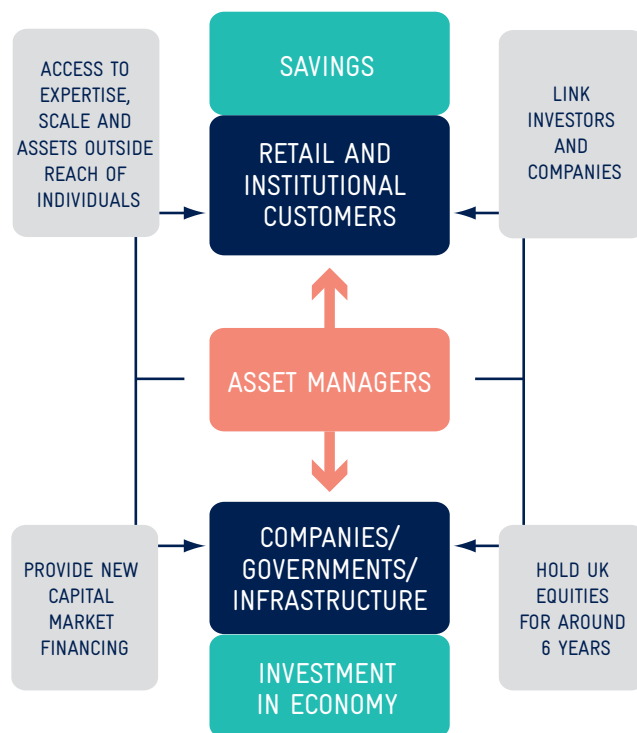 ACCESS TO
EXPERTISE,
SCALE AND
ASSETS OUTSIDE
REACH OF
INDIVIDUALS
SAVINGS
RETAIL AND
INSTITUTIONAL
CUSTOMERS
LINK
INVESTORS
AND
COMPANIES
ASSET MANAGERS
PROVIDE NEW
CAPITAL
MARKET
FINANCING
COMPANIES/
GOVERNMENTS/
INFRASTRUCTURE
INVESTMENT
IN ECONOMY
HOLD UK
EQUITIES
FOR AROUND
6 YEARS